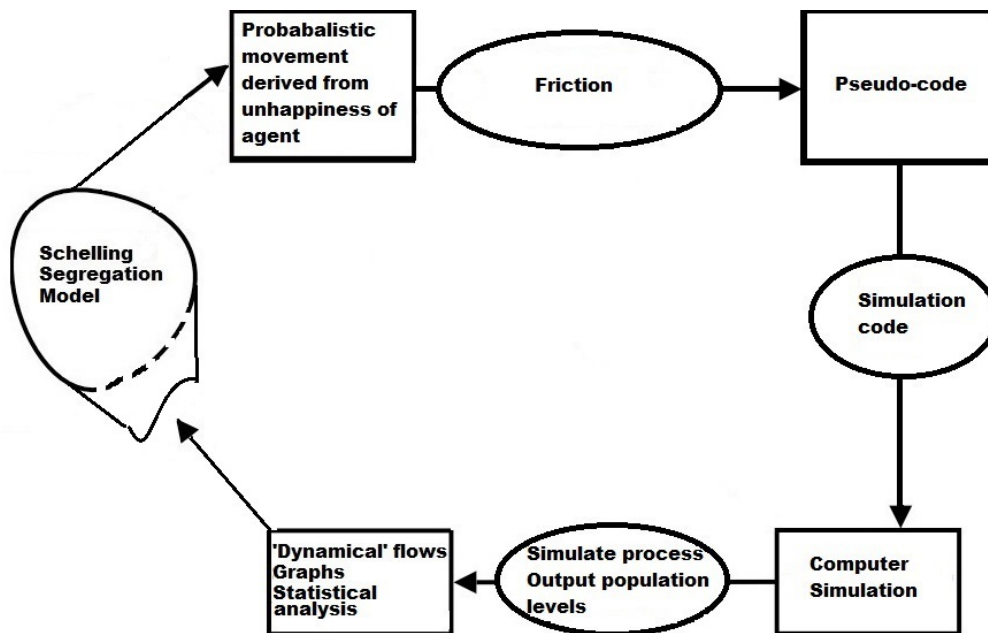 Probabalistic
movement
derived from
unhappiness of
agent
Friction
Pseudo-code
Schelling
Segregation
Model
Simulation
code
'Dynamical' flows
Graphs
Statistical
analysis
Simulate process
Output population
levels
Computer
Simulation